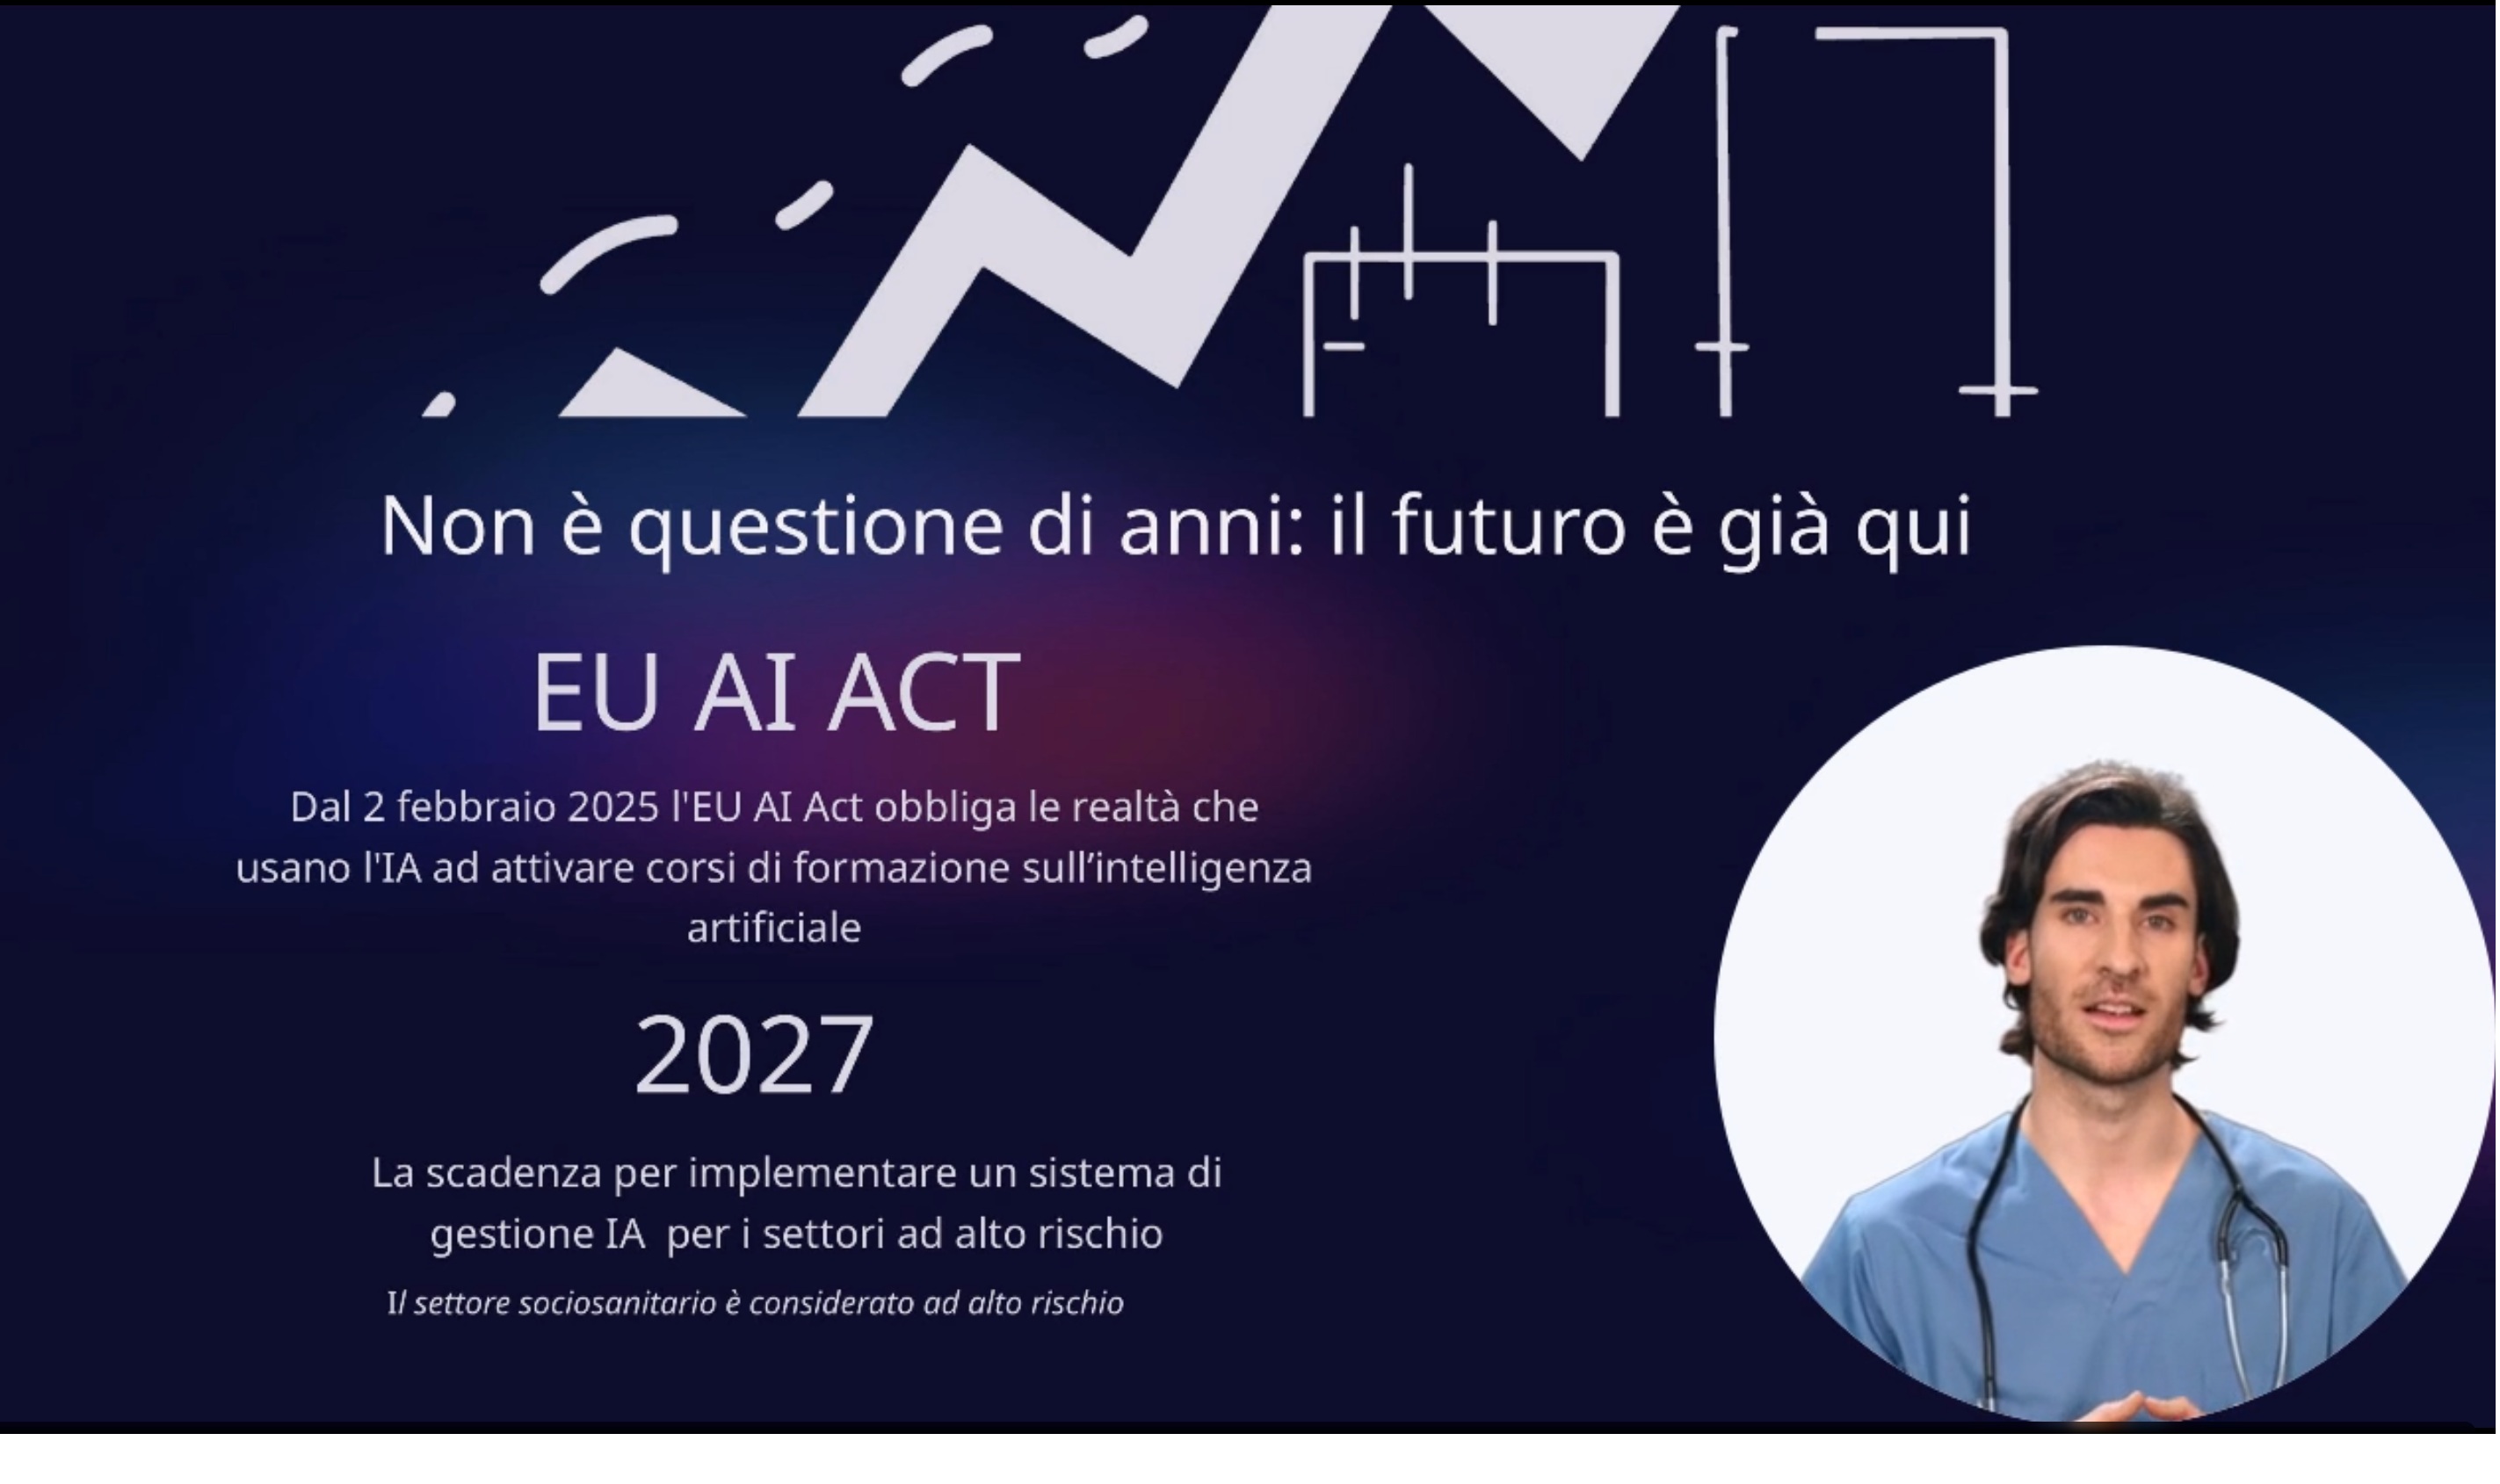 Non è questione di anni: il futuro è già qui
EU AI ACT
Dal 2 febbraio 2025 l'EU AI Act obbliga le realtà che
usano l'IA ad attivare corsi di formazione sull’intelligenza
artificiale
2027
La scadenza per implementare un sistema di
gestione IA  per i settori ad alto rischio
Il settore sociosanitario è considerato ad alto rischio